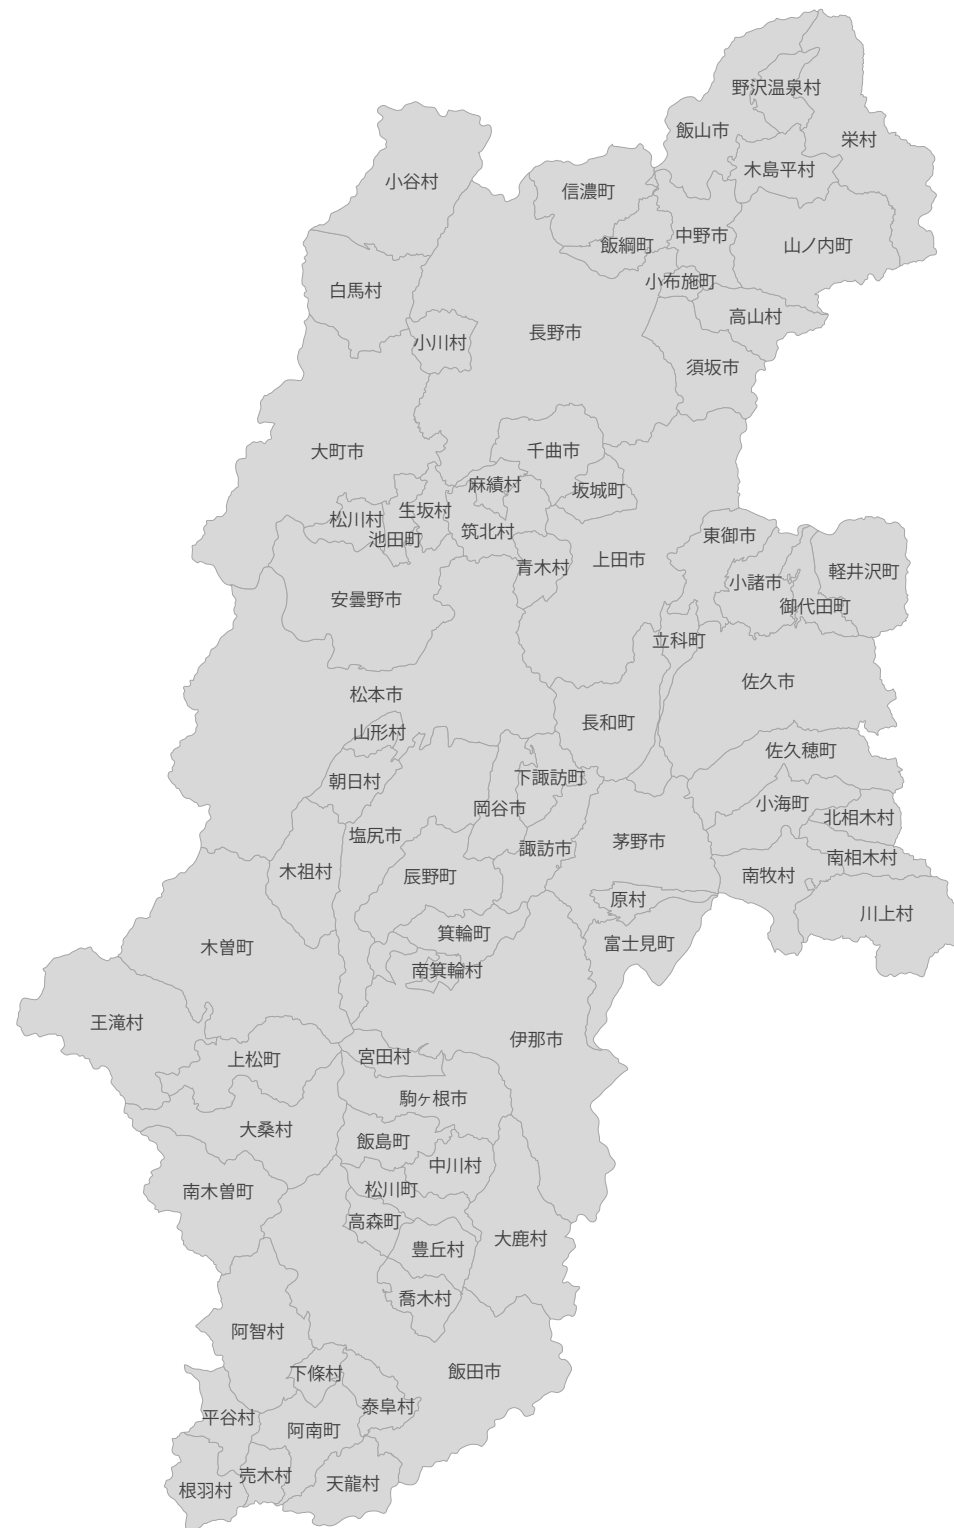 野沢温泉村
飯山市
栄村
木島平村
小谷村
信濃町
中野市
飯綱町
山ノ内町
小布施町
白馬村
高山村
長野市
小川村
須坂市
大町市
千曲市
麻績村
坂城町
生坂村
松川村
筑北村
池田町
東御市
上田市
青木村
軽井沢町
小諸市
安曇野市
御代田町
立科町
佐久市
松本市
長和町
山形村
佐久穂町
下諏訪町
朝日村
小海町
岡谷市
北相木村
塩尻市
茅野市
諏訪市
南相木村
木祖村
辰野町
南牧村
原村
川上村
箕輪町
富士見町
木曽町
南箕輪村
王滝村
伊那市
宮田村
上松町
駒ヶ根市
大桑村
飯島町
中川村
松川町
南木曽町
高森町
大鹿村
豊丘村
喬木村
阿智村
飯田市
下條村
泰阜村
平谷村
阿南町
売木村
天龍村
根羽村